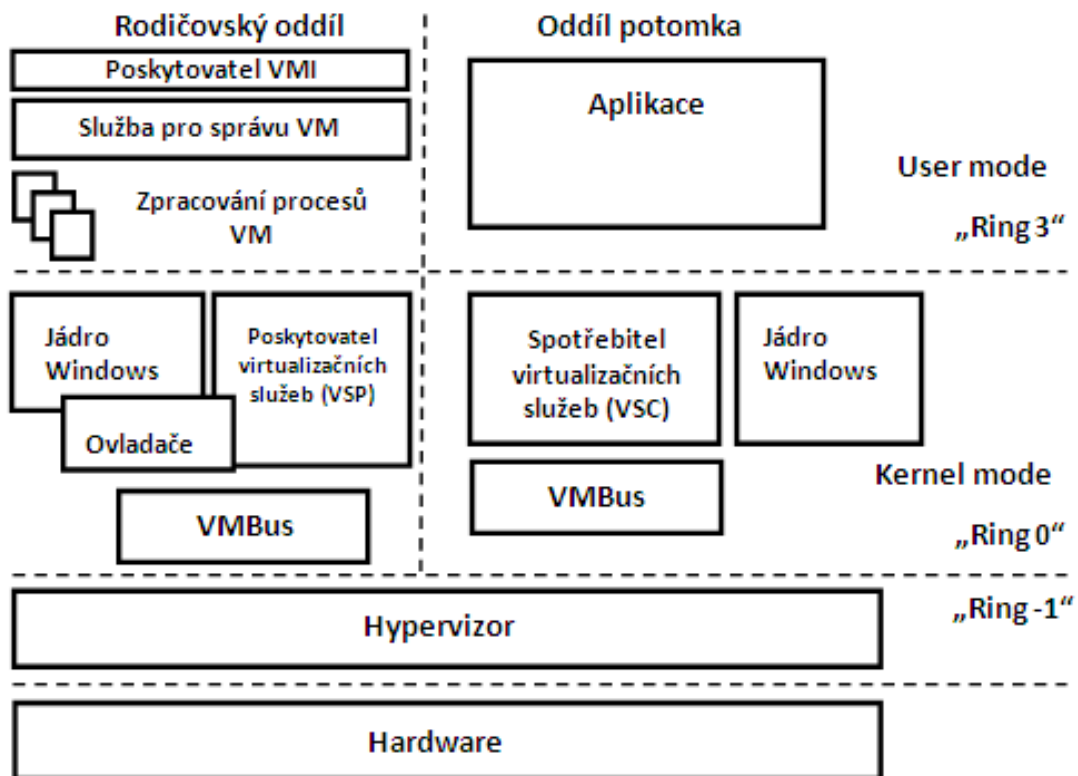 Rodičovský oddíl
Oddíl potomka
Poskytovatel VMI
Služba pro správu VM
Zpracování procesů
VM
Aplikace
User mode
„Ring 3“
Jádro
Windows
Ovladače
Poskytovatel
virtualizačních
služeb (VSP)
VMBus
Spotřebitel
virtualizačních
služeb (VSC)
Jádro
Windows
VMBus
Kernel mode
„Ring 0“
„Ring -1“
Hypervizor
Hardware